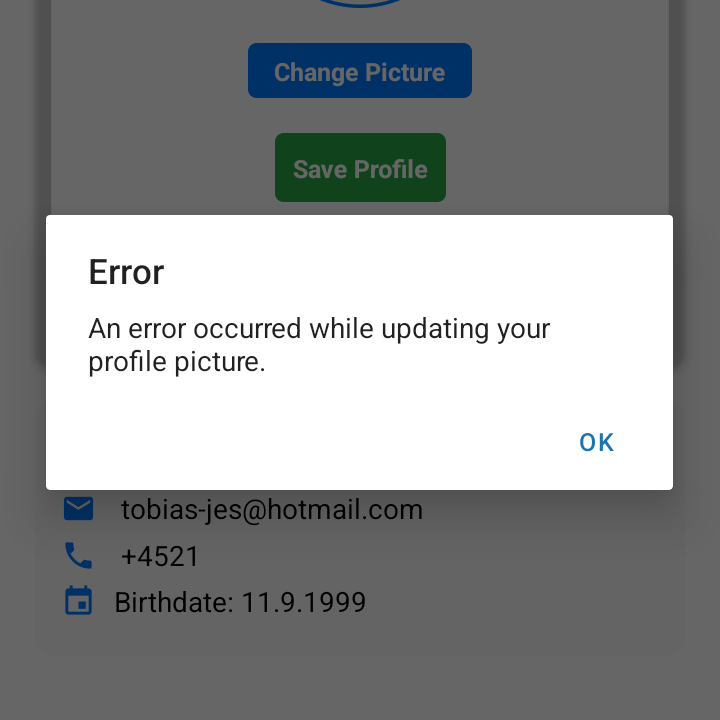 Change Picture
Save Profile
Error
An error occurred while updating your
profile picture.
OK
tobias-jes@hotmail.com
+4521
Birthdate: 11.9.1999